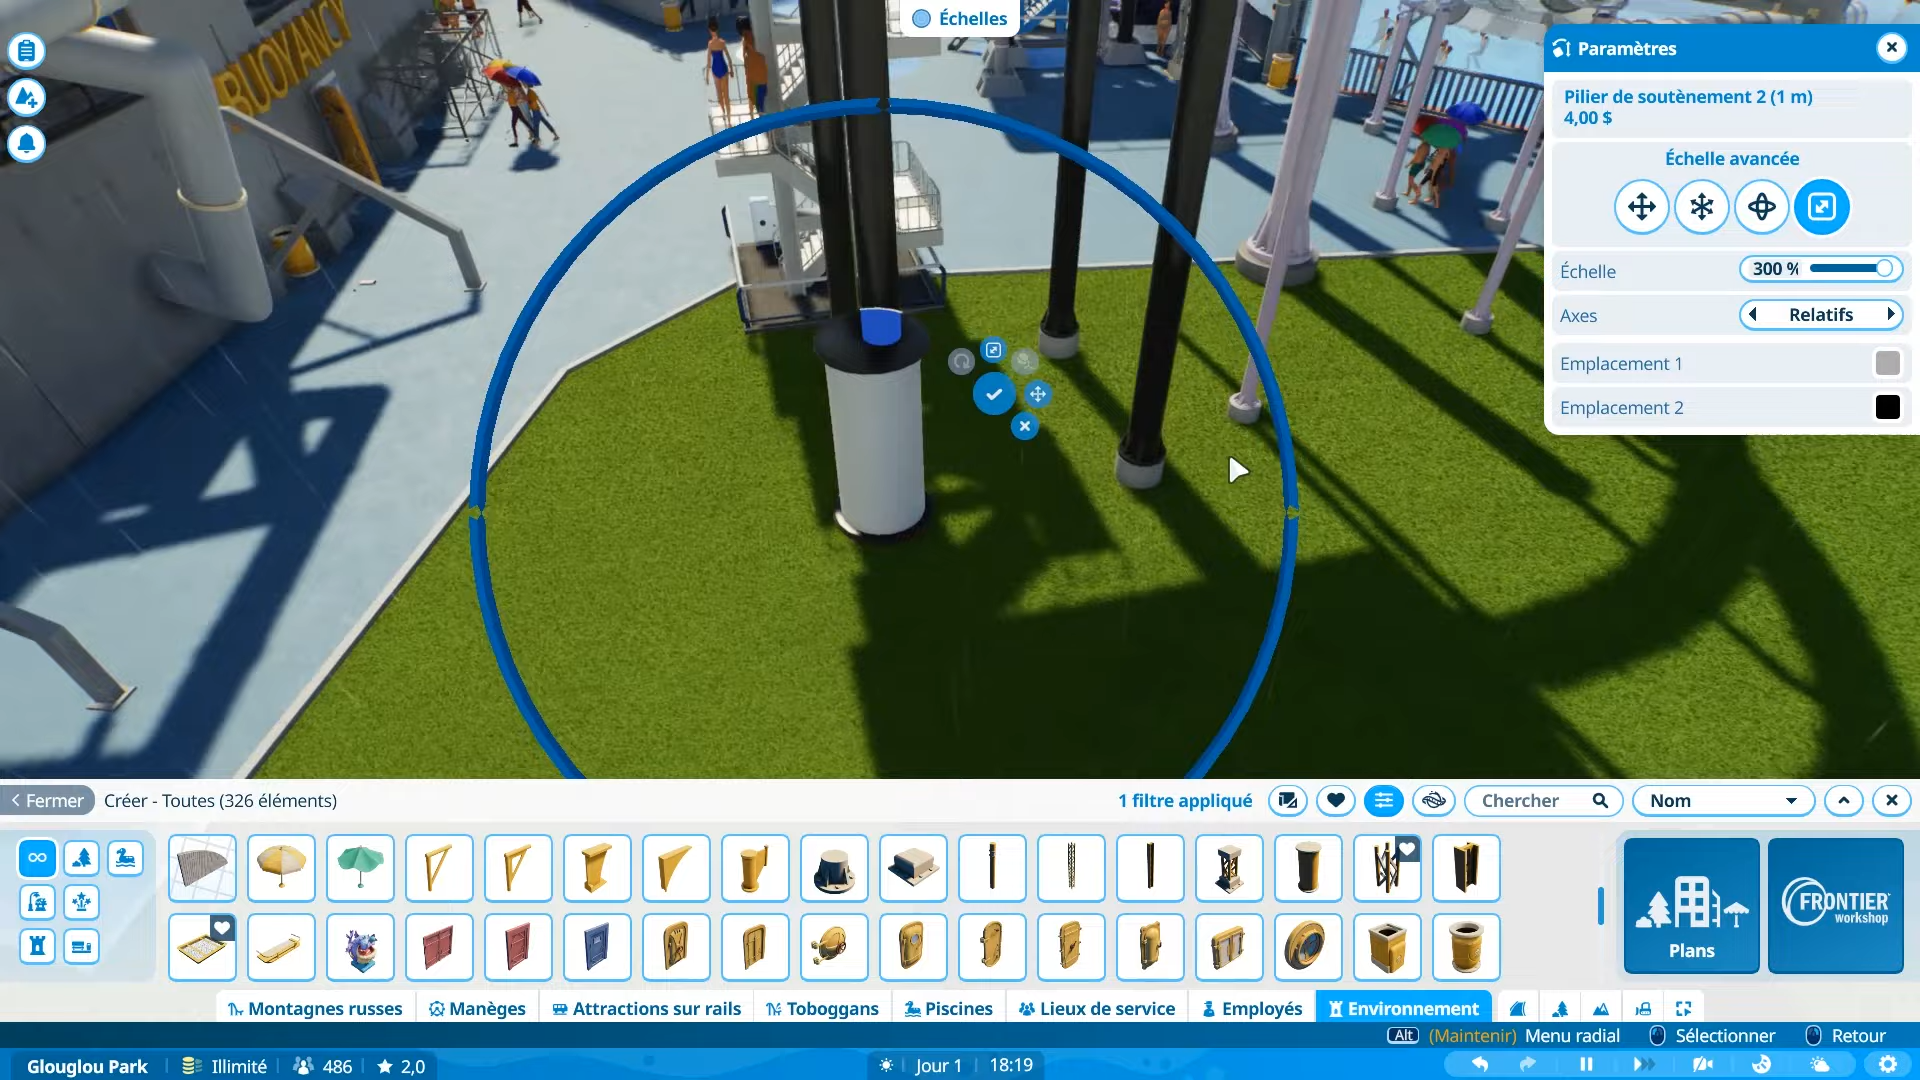 Échelles
BUOYANCY
Paramètres
Pilier de soutènement 2 (1 m)
4,00 $
Échelle avancée
Échelle
300 %
Axes
Relatifs
Emplacement 1
Emplacement 2
Fermer
Créer - Toutes (326 éléments)
1 filtre appliqué
Chercher
Nom
Plans
FRONTIER
workshop
Montagnes russes
Manèges
Attractions sur rails
Toboggans
Piscines
Lieux de service
Employés
Environnement
Alt (Maintenir) Menu radial
Sélectionner
Retour
Glouglou Park
Illimité
486
2,0
Jour 1
18:19